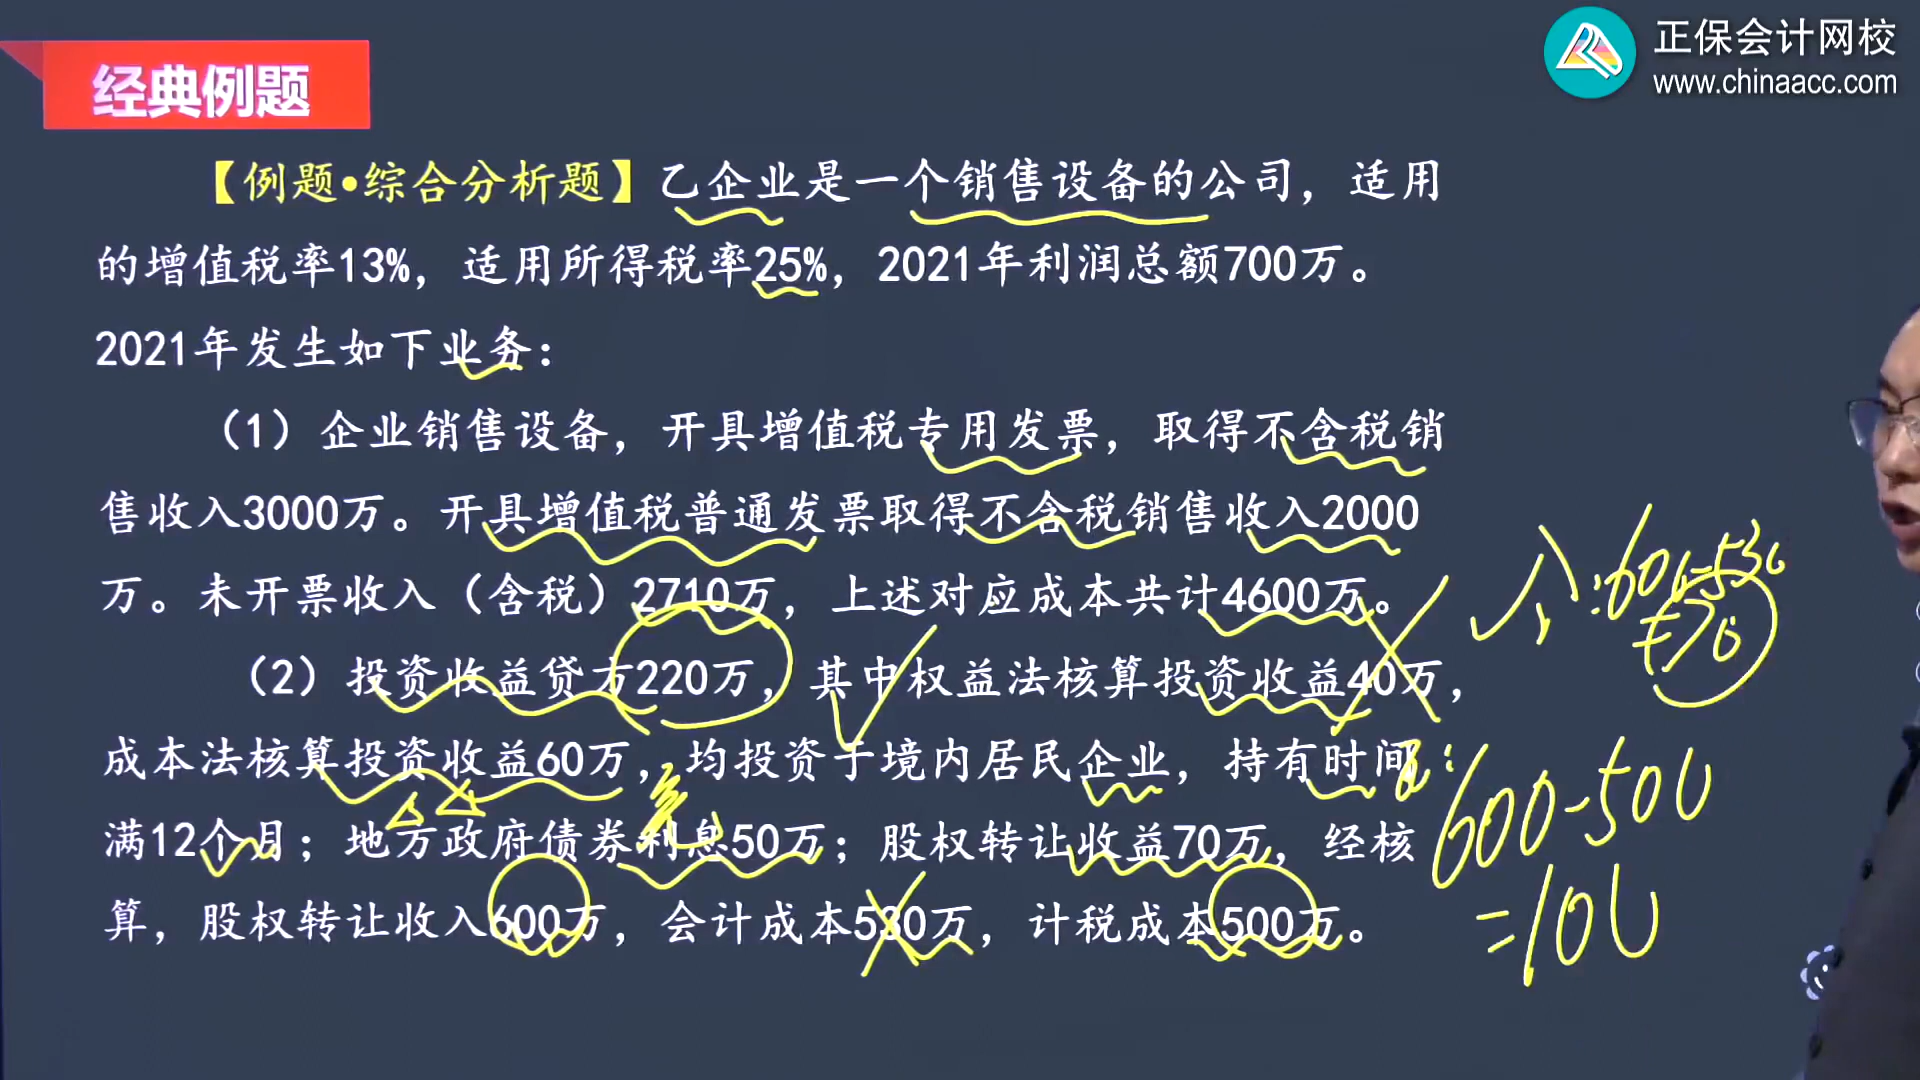 正保会计网校
www.chinaacc.com
经典例题
【例题•综合分析题】乙企业是一个销售设备的公司，适用
的增值税率13%，适用所得税率25%，2021年利润总额700万。
2021年发生如下业务：
（1）企业销售设备，开具增值税专用发票，取得不含税销
售收入3000万。开具增值税普通发票取得不含税销售收入2000
万。未开票收入（含税）2710万，上述对应成本共计4600万。
（2）投资收益贷方220万，其中权益法核算投资收益40万，
成本法核算投资收益60万，均投资于境内居民企业，持有时间
满12个月；地方政府债券利息50万；股权转让收益70万，经核
算，股权转让收入600万，会计成本530万，计税成本500万。
:600-530
=70
600-500
=100